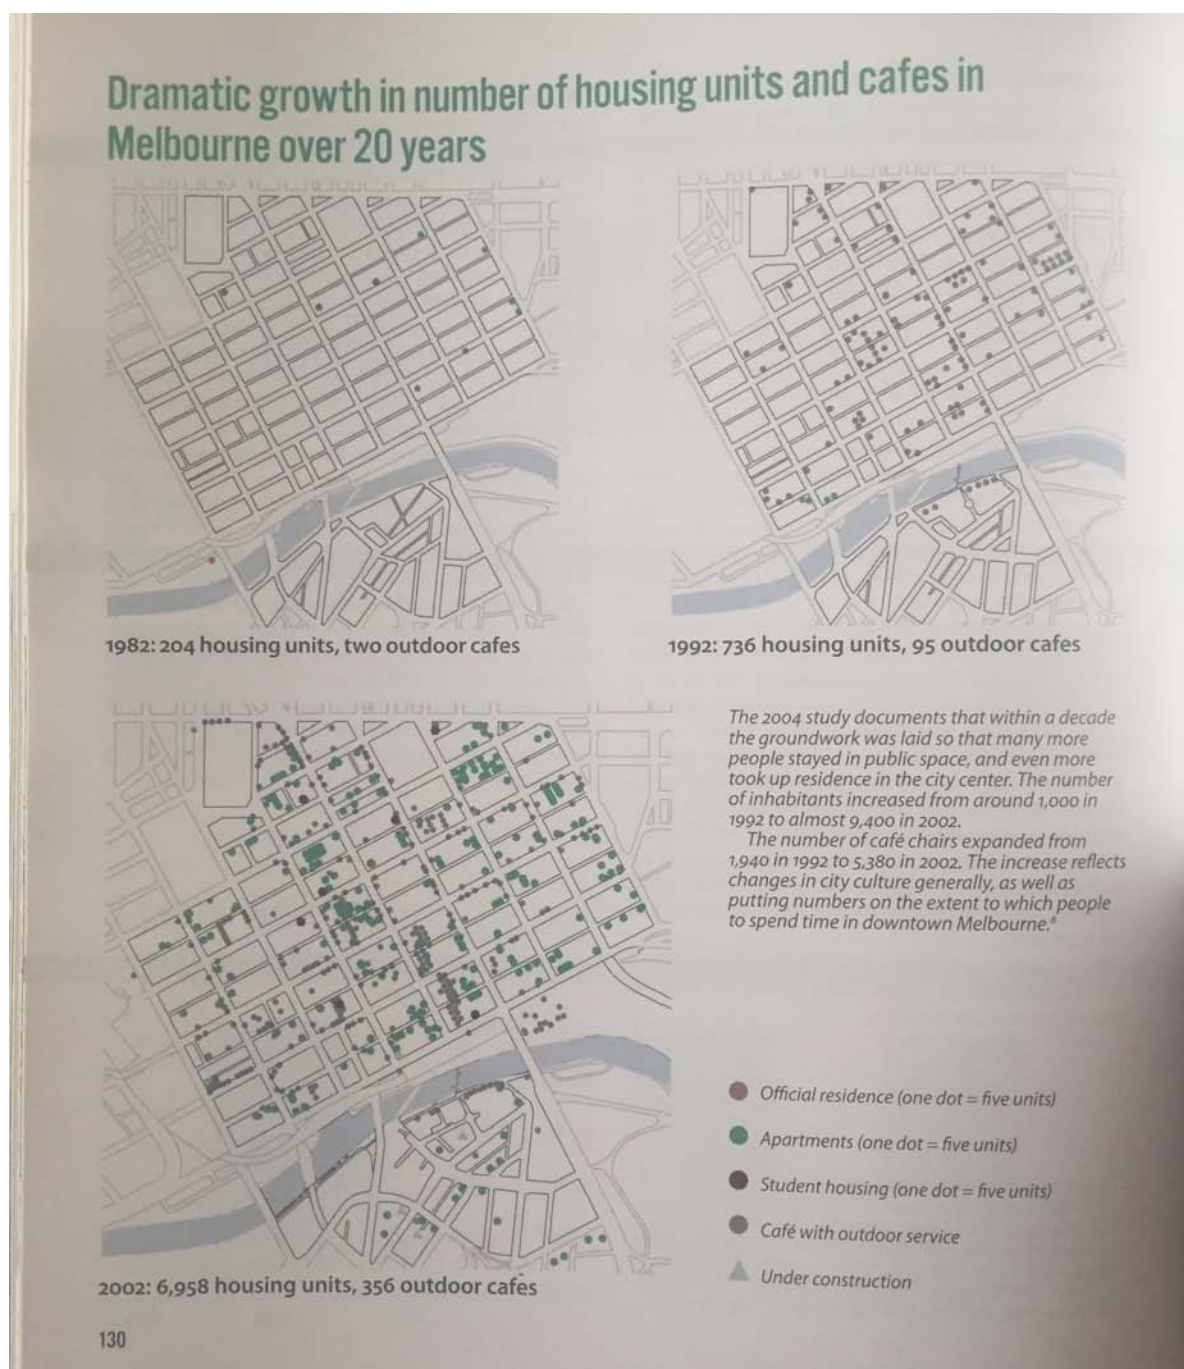 Dramatic growth in number of housing units and cafes in
Melbourne over 20 years
1982: 204 housing units, two outdoor cafes
1992: 736 housing units, 95 outdoor cafes
The 2004 study documents that within a decade
the groundwork was laid so that many more
people stayed in public space, and even more
took up residence in the city center. The number
of inhabitants increased from around 1,000 in
1992 to almost 9,400 in 2002.
The number of café chairs expanded from
1,940 in 1992 to 5,380 in 2002. The increase reflects
changes in city culture generally, as well as
putting numbers on the extent to which people
to spend time in downtown Melbourne.⁸
Official residence (one dot = five units)
Apartments (one dot = five units)
Student housing (one dot = five units)
Café with outdoor service
Under construction
2002: 6,958 housing units, 356 outdoor cafes
130